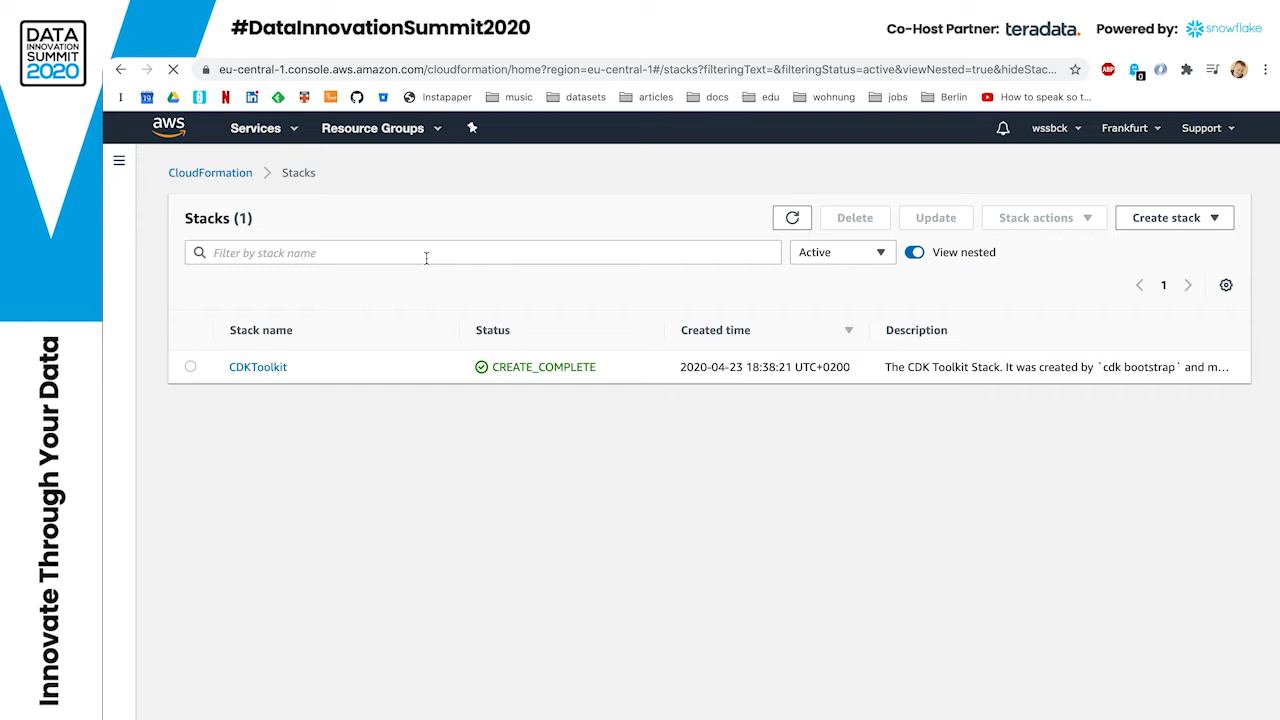 DATA
INNOVATION
SUMMIT
2020
#DataInnovationSummit2020
Co-Host Partner: teradata. Powered by: snowflake
eu-central-1.console.aws.amazon.com/cloudformation/home?region=eu-central-1#/stacks?filteringText=&filteringStatus=active&viewNested=true&hideStac...
ABP
0
19
Instapaper music datasets articles docs edu wohnung jobs Berlin How to speak so t...
aws Services Resource Groups wssbck Frankfurt Support
CloudFormation > Stacks
Stacks (1) Delete Update Stack actions Create stack
Filter by stack name Active View nested
1
Stack name Status Created time Description
CDKToolkit CREATE_COMPLETE 2020-04-23 18:38:21 UTC+0200 The CDK Toolkit Stack. It was created by `cdk bootstrap` and m...
Innovate Through Your Data